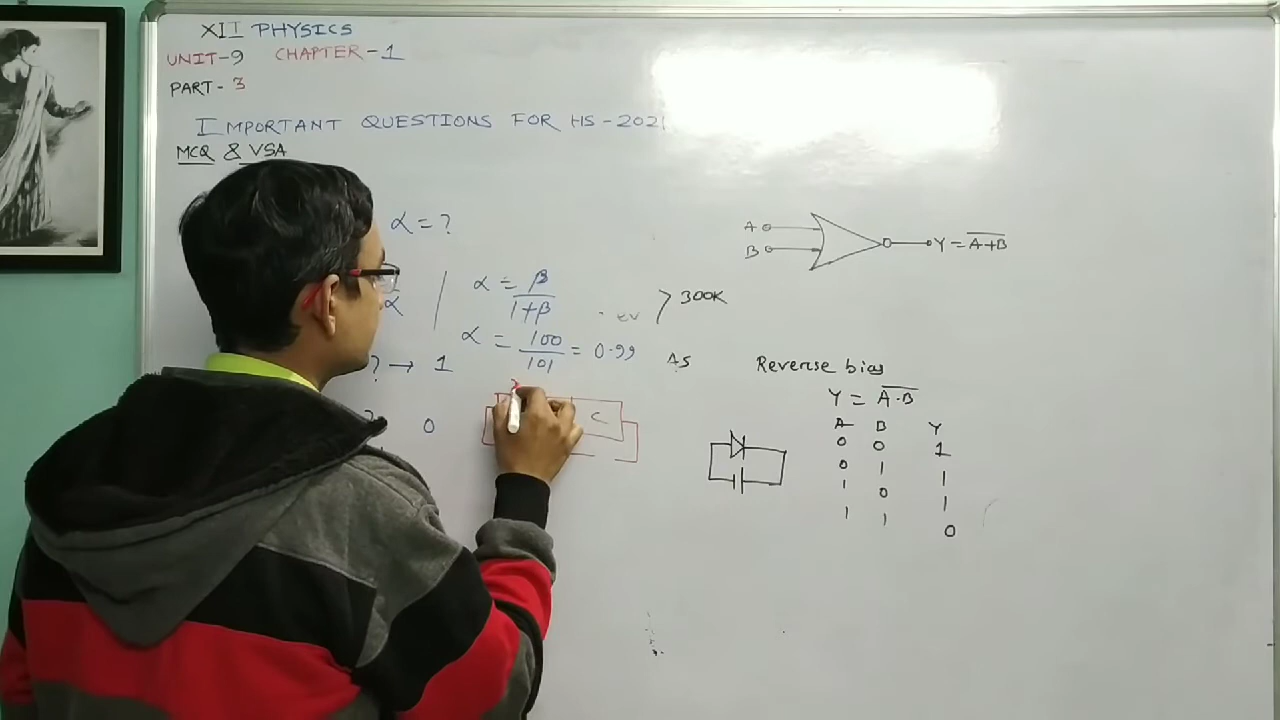 XII PHYSICS
UNIT-9 CHAPTER-1
PART-3
IMPORTANT QUESTIONS FOR HS-2021
MCQ & VSA
α = ?
α
α = β / 1+β
eV
300K
α = 100/101 = 0.99
As
? → 1
?
0
C
A
B
Y = \overline{A+B}
Reverse bias
Y = \overline{A·B}
A B Y
0 0 1
0 1 1
1 0 1
1 1 0